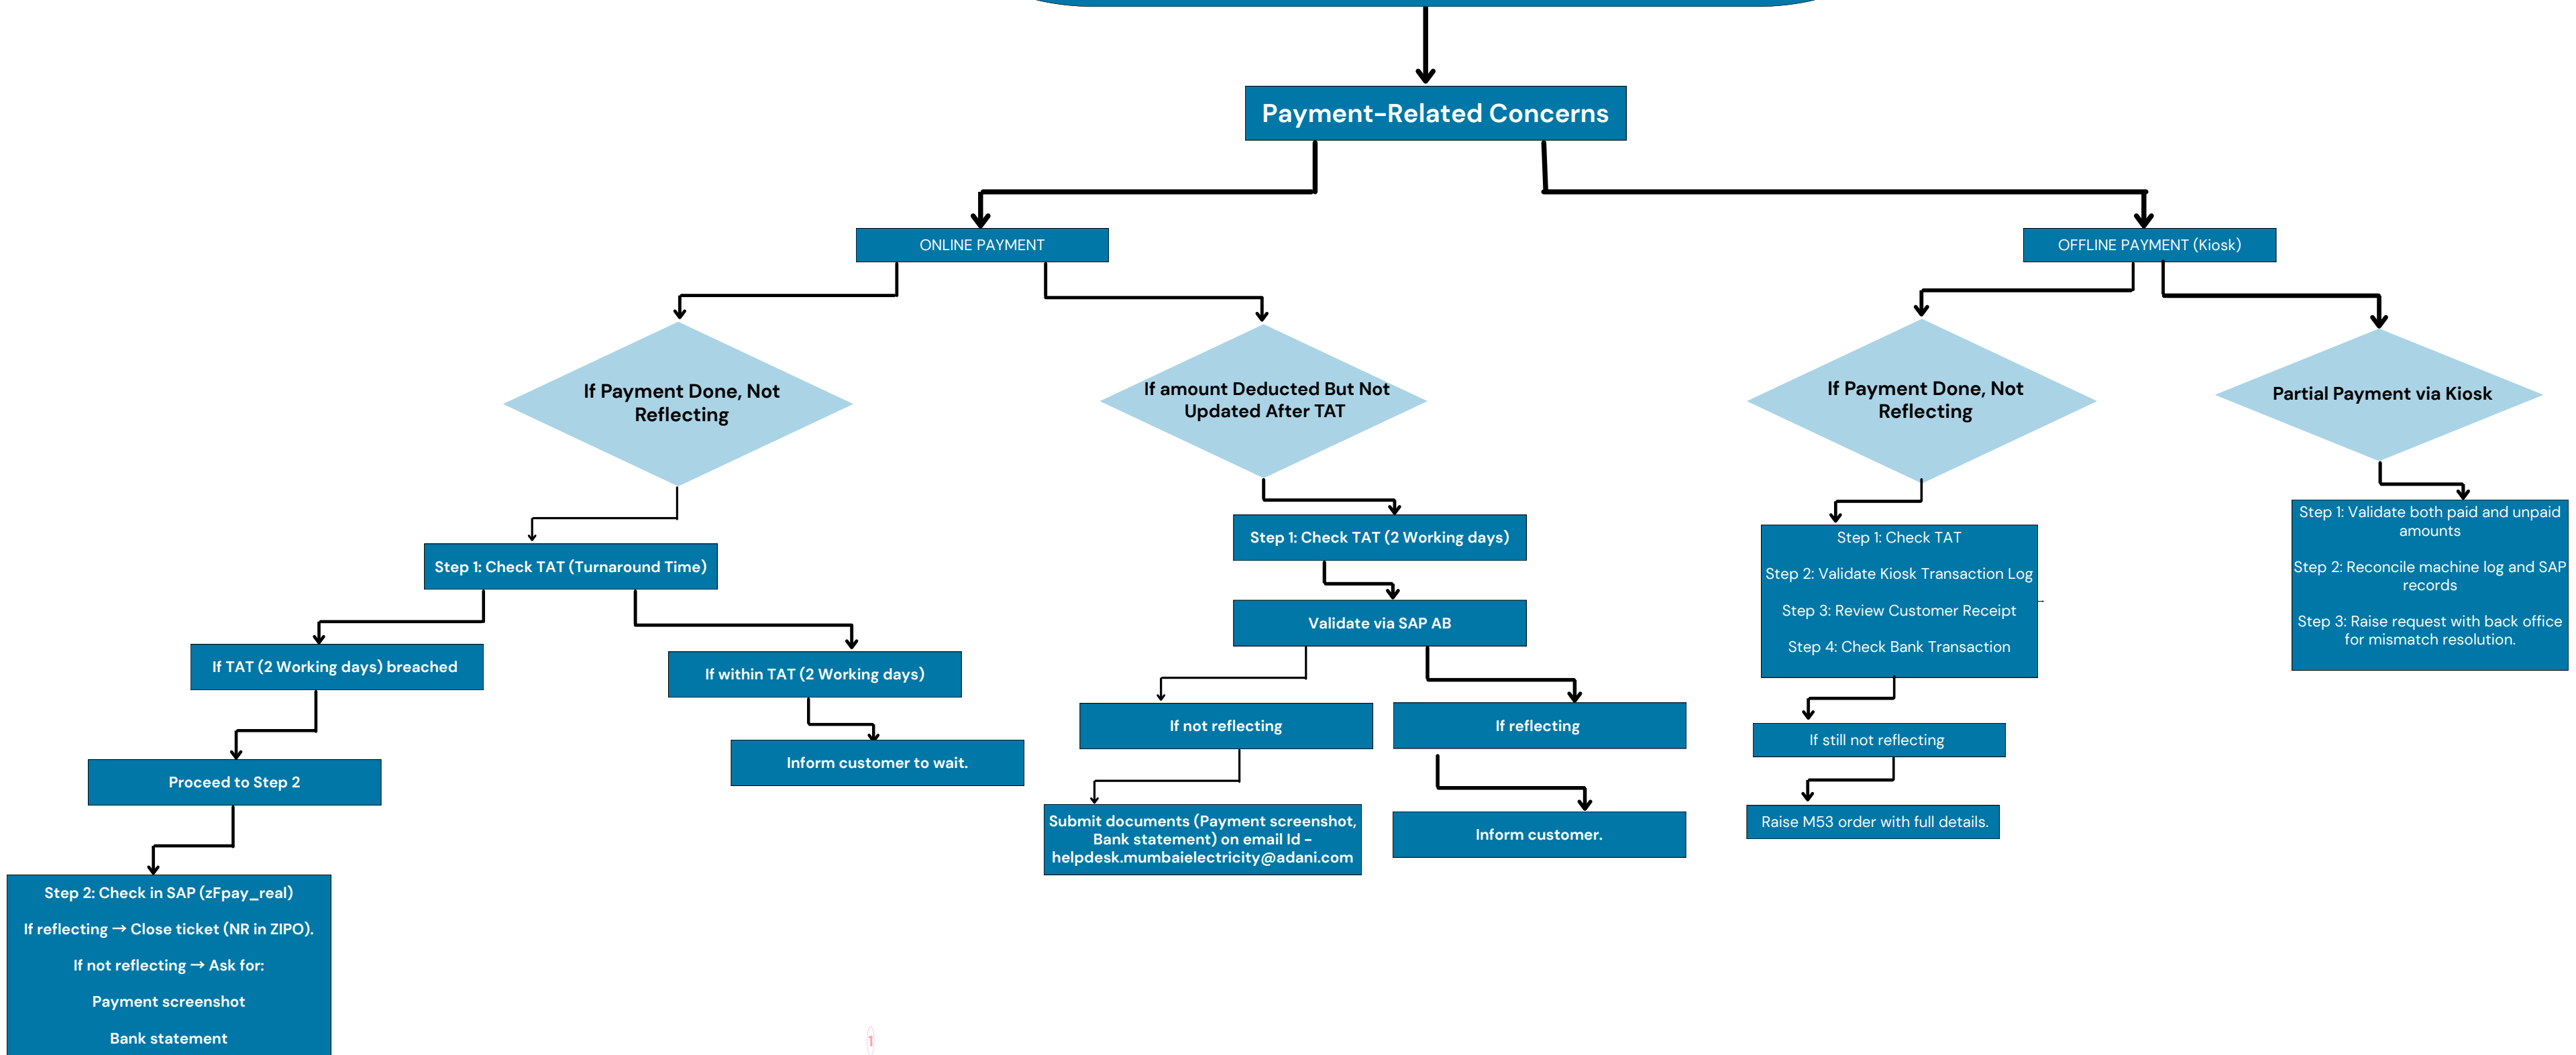 Payment-Related Concerns
ONLINE PAYMENT
OFFLINE PAYMENT (Kiosk)
If Payment Done, Not
Reflecting
If amount Deducted But Not
Updated After TAT
If Payment Done, Not
Reflecting
Partial Payment via Kiosk
Step 1: Check TAT (Turnaround Time)
If TAT (2 Working days) breached
If within TAT (2 Working days)
Proceed to Step 2
Inform customer to wait.
Step 2: Check in SAP (zFpay_real)
If reflecting → Close ticket (NR in ZIPO).
If not reflecting → Ask for:
Payment screenshot
Bank statement
Step 1: Check TAT (2 Working days)
Validate via SAP AB
If not reflecting
If reflecting
Submit documents (Payment screenshot,
Bank statement) on email Id -
helpdesk.mumbaielectricity@adani.com
Inform customer.
Step 1: Check TAT
Step 2: Validate Kiosk Transaction Log
Step 3: Review Customer Receipt
Step 4: Check Bank Transaction
If still not reflecting
Raise M53 order with full details.
Step 1: Validate both paid and unpaid
amounts
Step 2: Reconcile machine log and SAP
records
Step 3: Raise request with back office
for mismatch resolution.
1